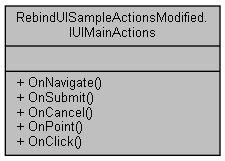 RebindUISampleActionsModified.
IUIMainActions
+ OnNavigate()
+ OnSubmit()
+ OnCancel()
+ OnPoint()
+ OnClick()